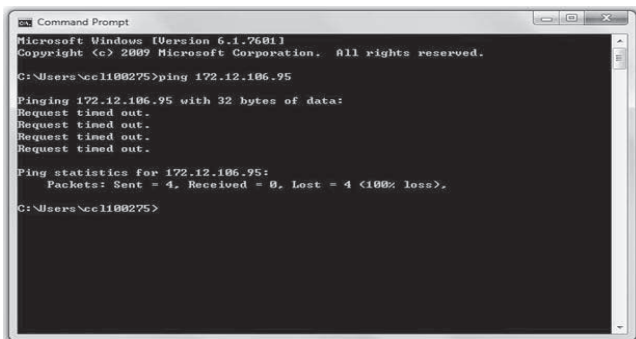 Command Prompt
Microsoft Windows [Version 6.1.7601]
Copyright (c) 2009 Microsoft Corporation. All rights reserved.
C:\Users\ccl100275>ping 172.12.106.95
Pinging 172.12.106.95 with 32 bytes of data:
Request timed out.
Request timed out.
Request timed out.
Request timed out.
Ping statistics for 172.12.106.95:
Packets: Sent = 4, Received = 0, Lost = 4 (100% loss),
C:\Users\ccl100275>